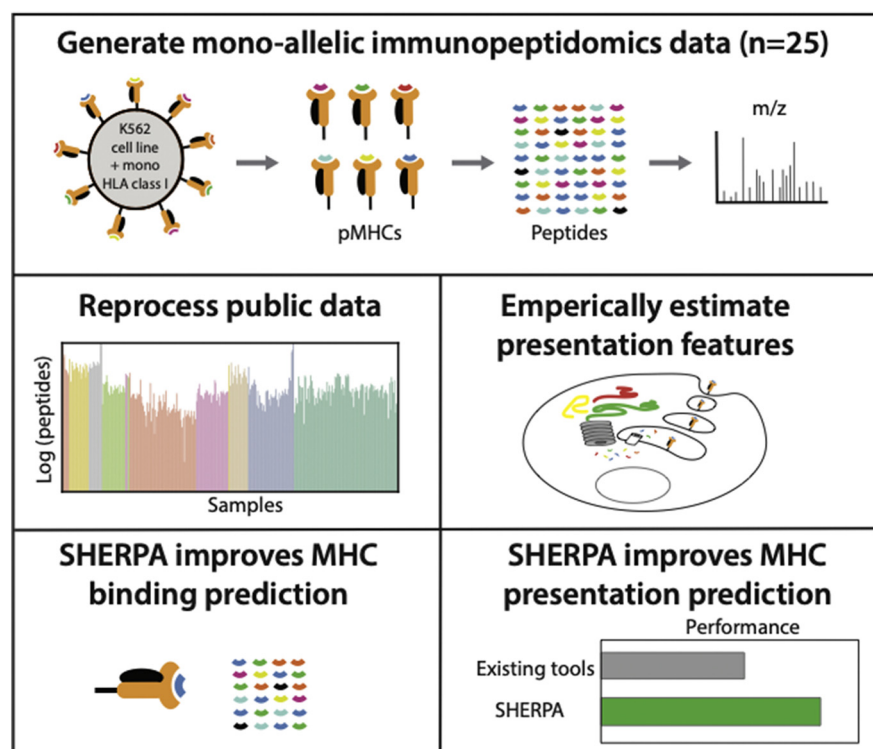 Generate mono-allelic immunopeptidomics data (n=25)
K562
cell line
+ mono
HLA class I
pMHCs
Peptides
m/z
Reprocess public data
Log (peptides)
Samples
Emperically estimate
presentation features
SHERPA improves MHC
binding prediction
SHERPA improves MHC
presentation prediction
Performance
Existing tools
SHERPA